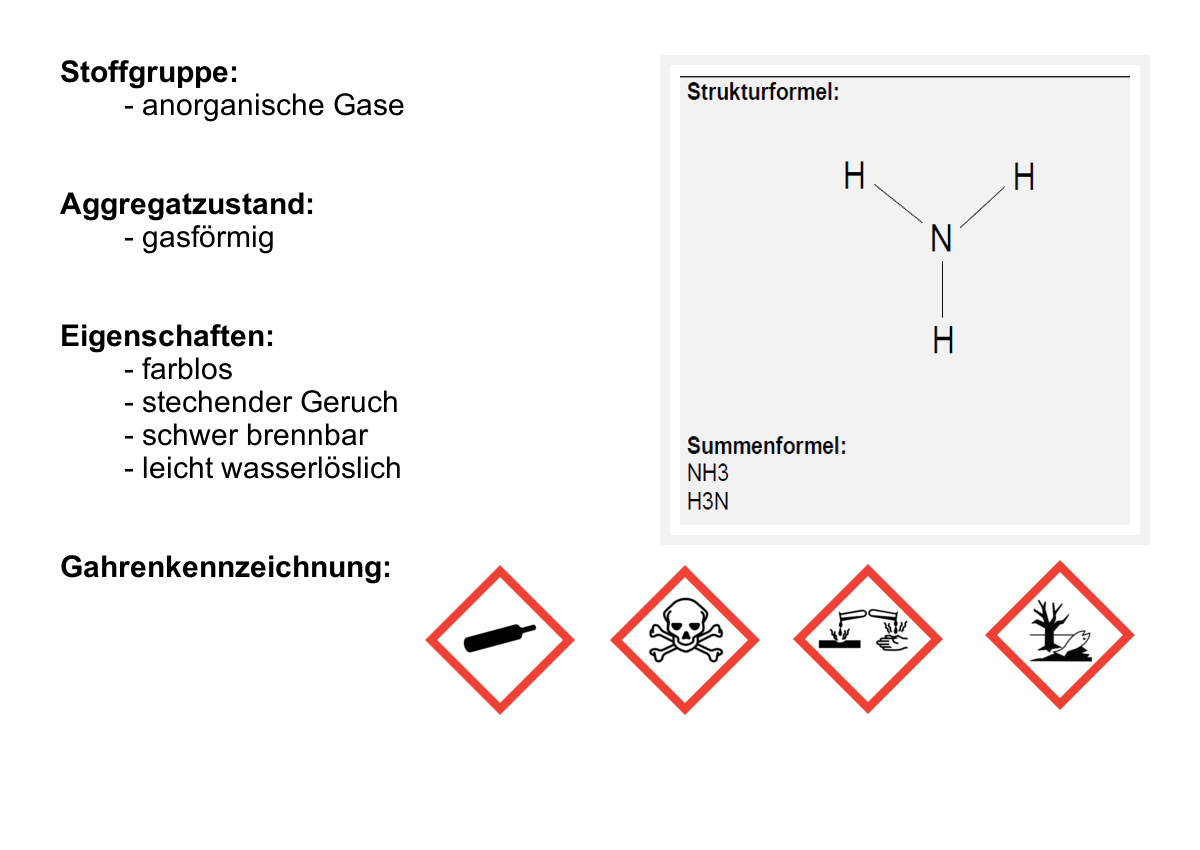 Stoffgruppe:
- anorganische Gase
Aggregatzustand:
- gasförmig
Eigenschaften:
- farblos
- stechender Geruch
- schwer brennbar
- leicht wasserlöslich
Gahrenkennzeichnung:
Strukturformel:
H H
N
H
Summenformel:
NH3
H3N